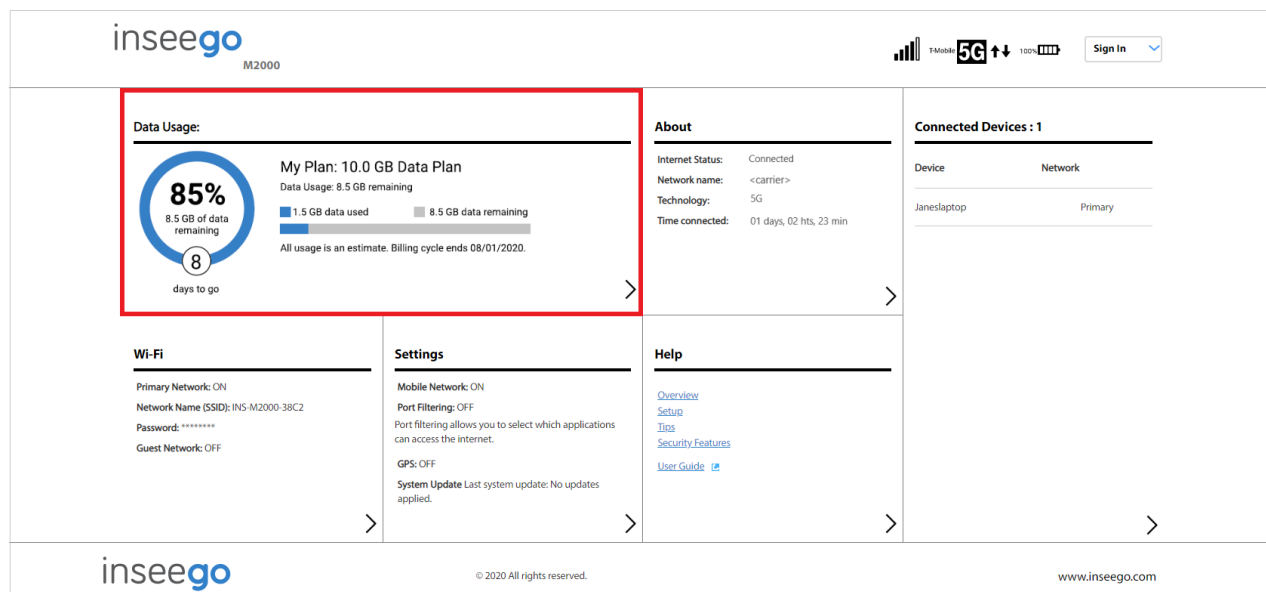 inseego
M2000
T-Mobile 5G 100% Sign In
Data Usage:
85%
8.5 GB of data
remaining
8
days to go
My Plan: 10.0 GB Data Plan
Data Usage: 8.5 GB remaining
1.5 GB data used 8.5 GB data remaining
All usage is an estimate. Billing cycle ends 08/01/2020.
About
Internet Status: Connected
Network name: <carrier>
Technology: 5G
Time connected: 01 days, 02 hts, 23 min
Connected Devices : 1
Device Network
Janeslaptop Primary
Wi-Fi
Primary Network: ON
Network Name (SSID): INS-M2000-38C2
Password: ********
Guest Network: OFF
Settings
Mobile Network: ON
Port Filtering: OFF
Port filtering allows you to select which applications
can access the internet.
GPS: OFF
System Update Last system update: No updates
applied.
Help
Overview
Setup
Tips
Security Features
User Guide
inseego
© 2020 All rights reserved.
www.inseego.com